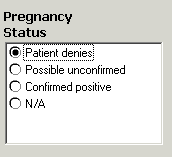 Pregnancy
Status
Patient denies
Possible unconfirmed
Confirmed positive
N/A